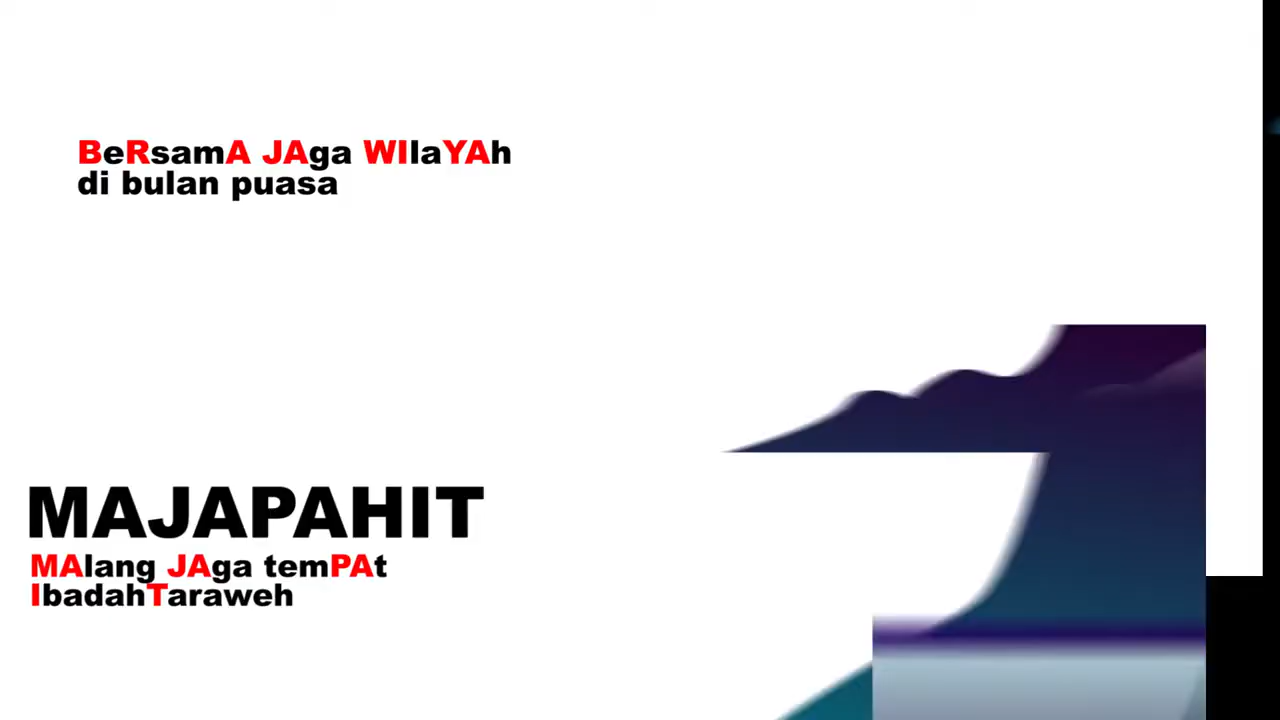 BeRsamA JAga WIlaYAh
di bulan puasa
MAJAPAHIT
MAlang JAga temPAt
IbadahTaraweh